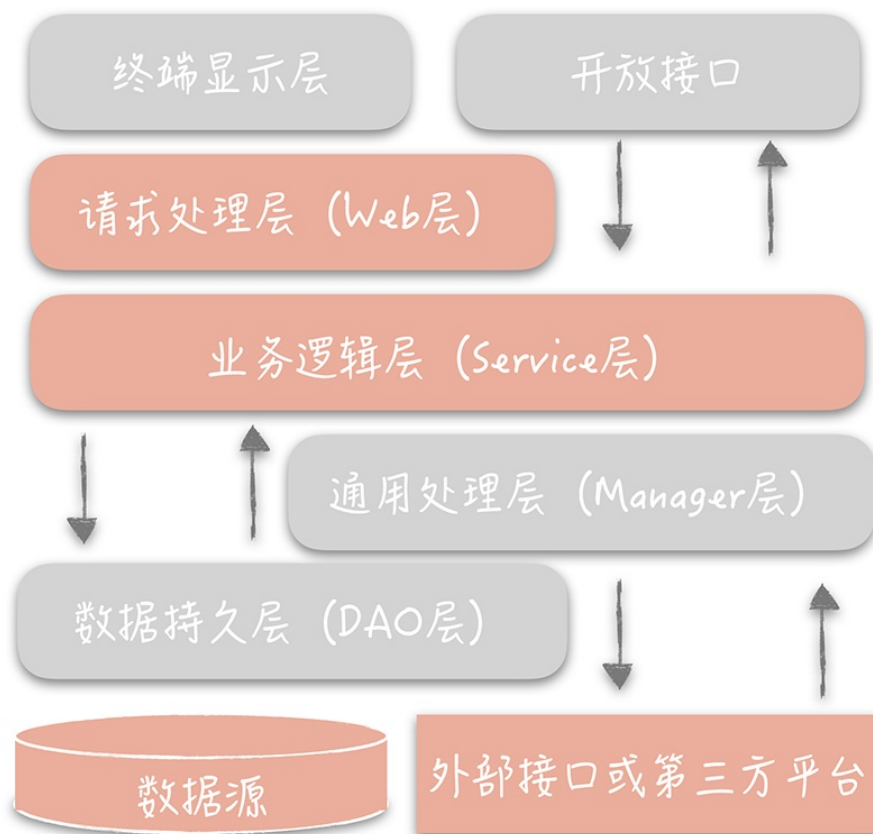 终端显示层
开放接口
请求处理层（Web层）
业务逻辑层（Service层）
通用处理层（Manager层）
数据持久层（DAO层）
数据源
外部接口或第三方平台